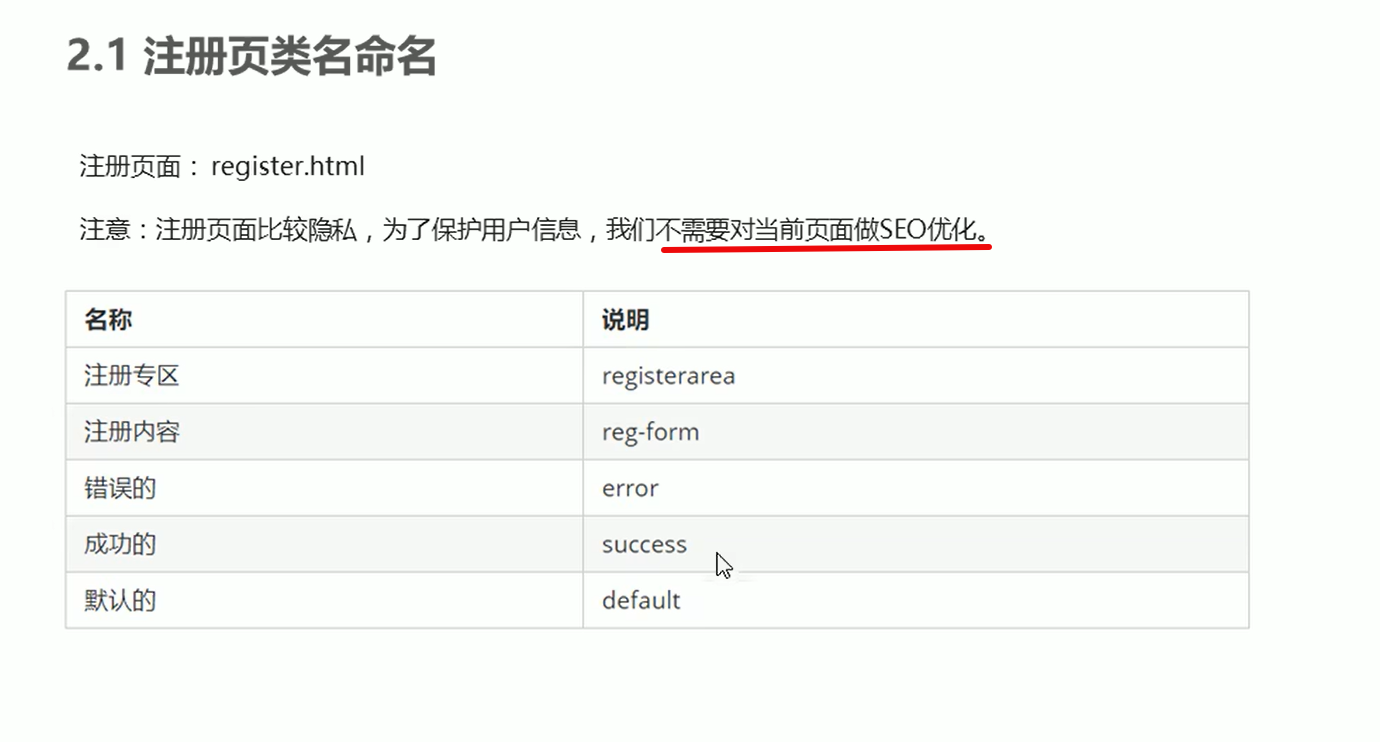 2.1 注册页类名命名
注册页面：register.html
注意：注册页面比较隐私，为了保护用户信息，我们不需要对当前页面做SEO优化。
名称 说明
注册专区 registerarea
注册内容 reg-form
错误的 error
成功的 success
默认的 default